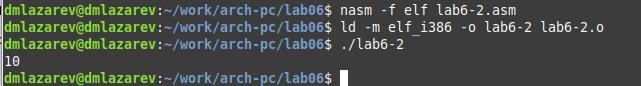 dmlazarev@dmlazarev:~/work/arch-pc/lab06$ nasm -f elf lab6-2.asm
dmlazarev@dmlazarev:~/work/arch-pc/lab06$ ld -m elf_i386 -o lab6-2 lab6-2.o
dmlazarev@dmlazarev:~/work/arch-pc/lab06$ ./lab6-2
10
dmlazarev@dmlazarev:~/work/arch-pc/lab06$